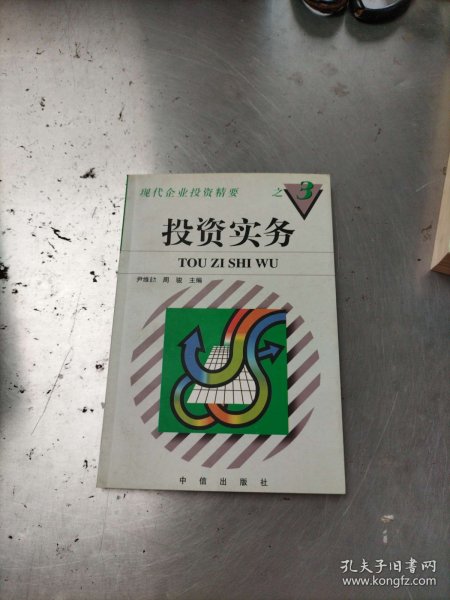 现代企业投资精要 之 3
投资实务
TOU ZI SHI WU
尹维劼 周骏 主编
中信出版社
孔夫子旧书网
www.kongfz.com